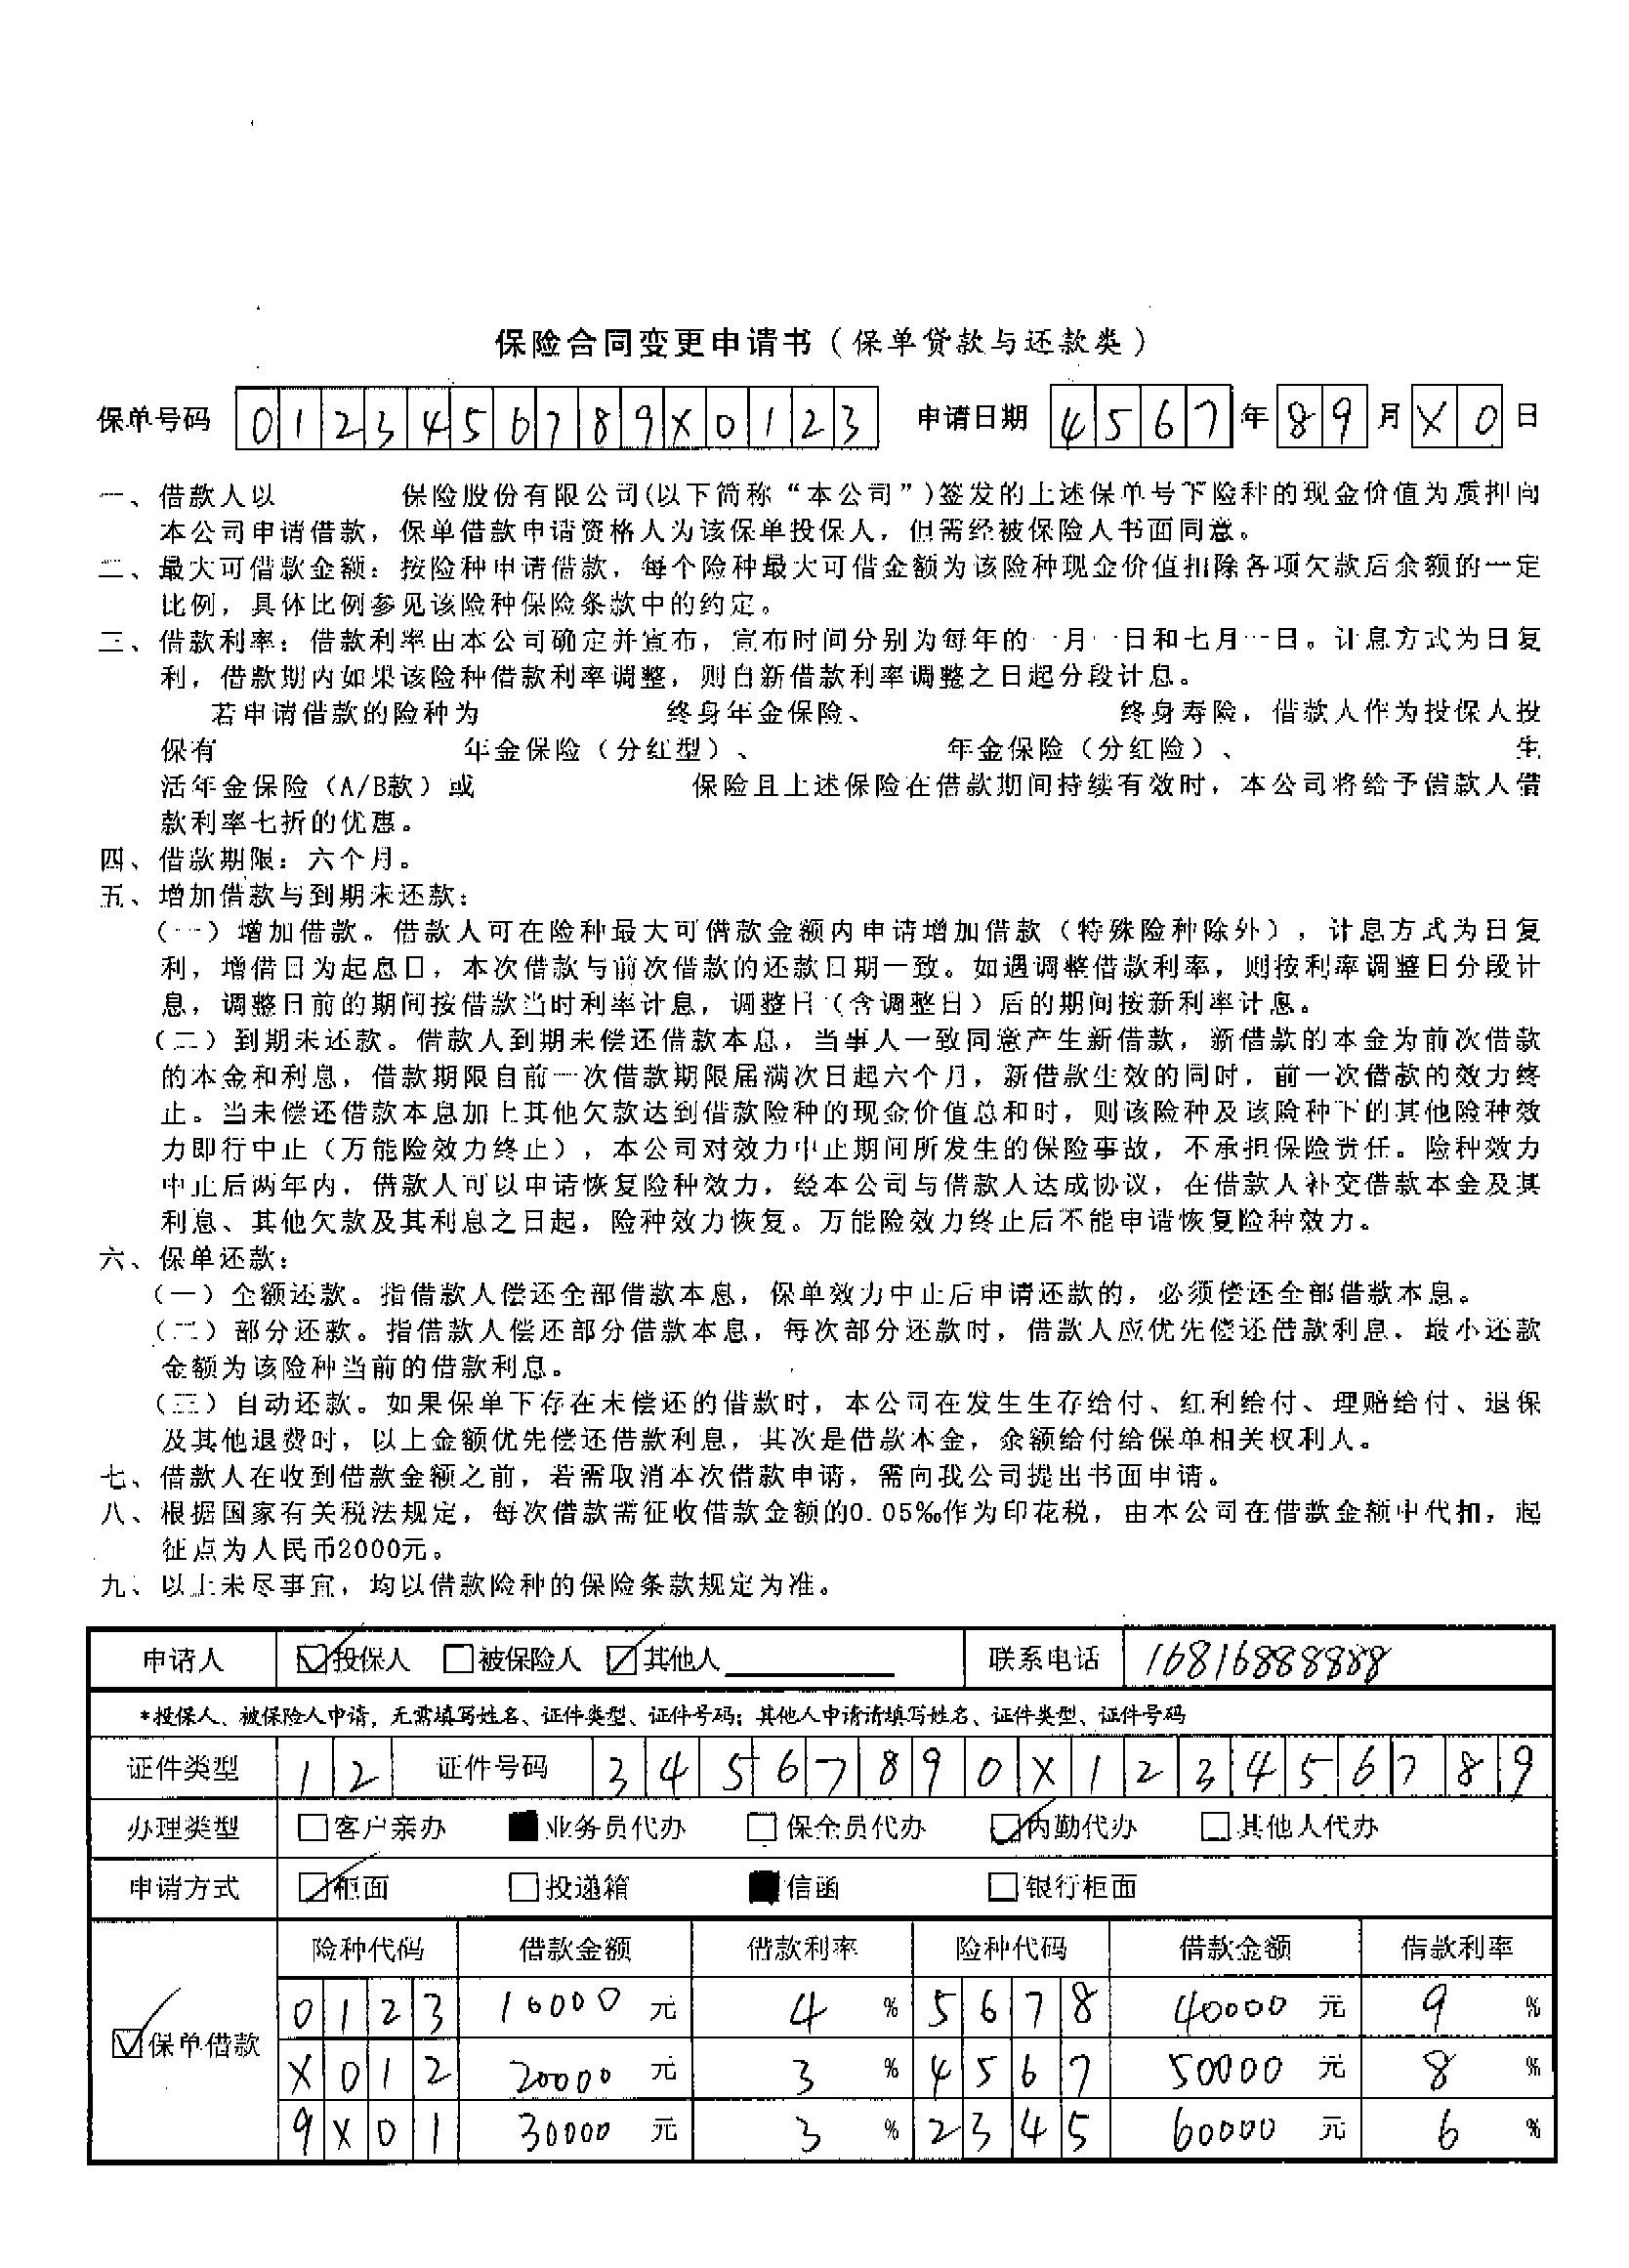 保险合同变更申请书（保单贷款与还款类）
保单号码 0 1 2 3 4 5 6 7 8 9 X 0 1 2 3 申请日期 4 5 6 7 年 8 9 月 X 0 日
一、借款人以 保险股份有限公司(以下简称“本公司”)签发的上述保单号下险种的现金价值为质押向
本公司申请借款，保单借款申请资格人为该保单投保人，但需经被保险人书面同意。
二、最大可借款金额：按险种申请借款，每个险种最大可借金额为该险种现金价值扣除各项欠款后余额的一定
比例，具体比例参见该险种保险条款中的约定。
三、借款利率：借款利率由本公司确定并宣布，宣布时间分别为每年的一月一日和七月一日。计息方式为日复
利，借款期内如果该险种借款利率调整，则自新借款利率调整之日起分段计息。
若申请借款的险种为 终身年金保险、 终身寿险，借款人作为投保人投
保有 年金保险（分红型）、 年金保险（分红险）、 生
活年金保险（A/B款）或 保险且上述保险在借款期间持续有效时，本公司将给予借款人借
款利率七折的优惠。
四、借款期限：六个月。
五、增加借款与到期未还款：
（一）增加借款。借款人可在险种最大可借款金额内申请增加借款（特殊险种除外），计息方式为日复
利，增借日为起息日，本次借款与前次借款的还款日期一致。如遇调整借款利率，则按利率调整日分段计
息，调整日前的期间按借款当时利率计息，调整日（含调整日）后的期间按新利率计息。
（二）到期未还款。借款人到期未偿还借款本息，当事人一致同意产生新借款，新借款的本金为前次借款
的本金和利息，借款期限自前一次借款期限届满次日起六个月，新借款生效的同时，前一次借款的效力终
止。当未偿还借款本息加上其他欠款达到借款险种的现金价值总和时，则该险种及该险种下的其他险种效
力即行中止（万能险效力终止），本公司对效力中止期间所发生的保险事故，不承担保险责任。险种效力
中止后两年内，借款人可以申请恢复险种效力，经本公司与借款人达成协议，在借款人补交借款本金及其
利息、其他欠款及其利息之日起，险种效力恢复。万能险效力终止后不能申请恢复险种效力。
六、保单还款：
（一）全额还款。指借款人偿还全部借款本息，保单效力中止后申请还款的，必须偿还全部借款本息。
（二）部分还款。指借款人偿还部分借款本息，每次部分还款时，借款人应优先偿还借款利息、最小还款
金额为该险种当前的借款利息。
（三）自动还款。如果保单下存在未偿还的借款时，本公司在发生生存给付、红利给付、理赔给付、退保
及其他退费时，以上金额优先偿还借款利息，其次是借款本金，余额给付给保单相关权利人。
七、借款人在收到借款金额之前，若需取消本次借款申请，需向我公司提出书面申请。
八、根据国家有关税法规定，每次借款需征收借款金额的0.05‰作为印花税，由本公司在借款金额中代扣，起
征点为人民币2000元。
九、以上未尽事宜，均以借款险种的保险条款规定为准。
申请人 投保人 被保险人 其他人 联系电话 16816888888
*投保人、被保险人申请，无需填写姓名、证件类型、证件号码；其他人申请请填写姓名、证件类型、证件号码
证件类型 1 2 证件号码 3 4 5 6 7 8 9 0 X 1 2 3 4 5 6 7 8 9
办理类型 客户亲办 业务员代办 保全员代办 内勤代办 其他人代办
申请方式 柜面 投递箱 信函 银行柜面
险种代码 借款金额 借款利率 险种代码 借款金额 借款利率
0 1 2 3 10000 元 4 % 5 6 7 8 40000 元 9 %
保单借款
X 0 1 2 20000 元 3 % 4 5 6 7 50000 元 8 %
9 X 0 1 30000 元 3 % 2 3 4 5 60000 元 6 %